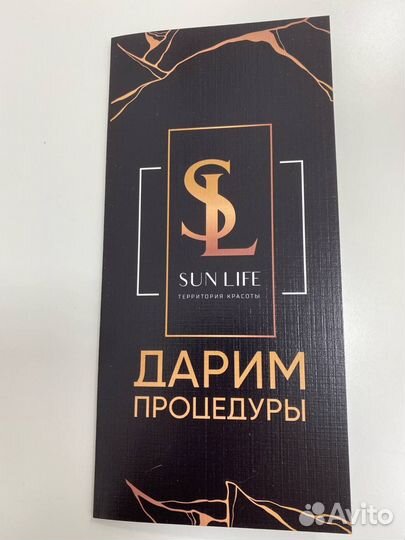 SL
SUN LIFE
ТЕРРИТОРИЯ КРАСОТЫ
ДАРИМ
ПРОЦЕДУРЫ
Avito